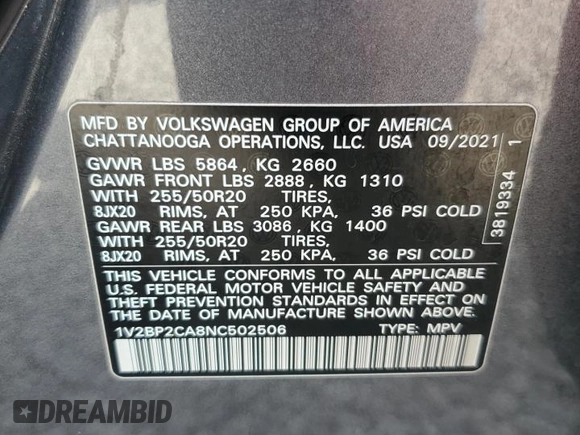 MFD BY VOLKSWAGEN GROUP OF AMERICA
CHATTANOOGA OPERATIONS, LLC. USA 09/2021
GVWR LBS 5864, KG 2660
GAWR FRONT LBS 2888, KG 1310
WITH 255/50R20 TIRES,
8JX20 RIMS, AT 250 KPA, 36 PSI COLD
GAWR REAR LBS 3086, KG 1400
WITH 255/50R20 TIRES,
8JX20 RIMS, AT 250 KPA, 36 PSI COLD
THIS VEHICLE CONFORMS TO ALL APPLICABLE
U.S. FEDERAL MOTOR VEHICLE SAFETY AND
THEFT PREVENTION STANDARDS IN EFFECT ON
THE DATE OF MANUFACTURE SHOWN ABOVE.
1V2BP2CA8NC502506 TYPE: MPV
3819334 1
DREAMBID